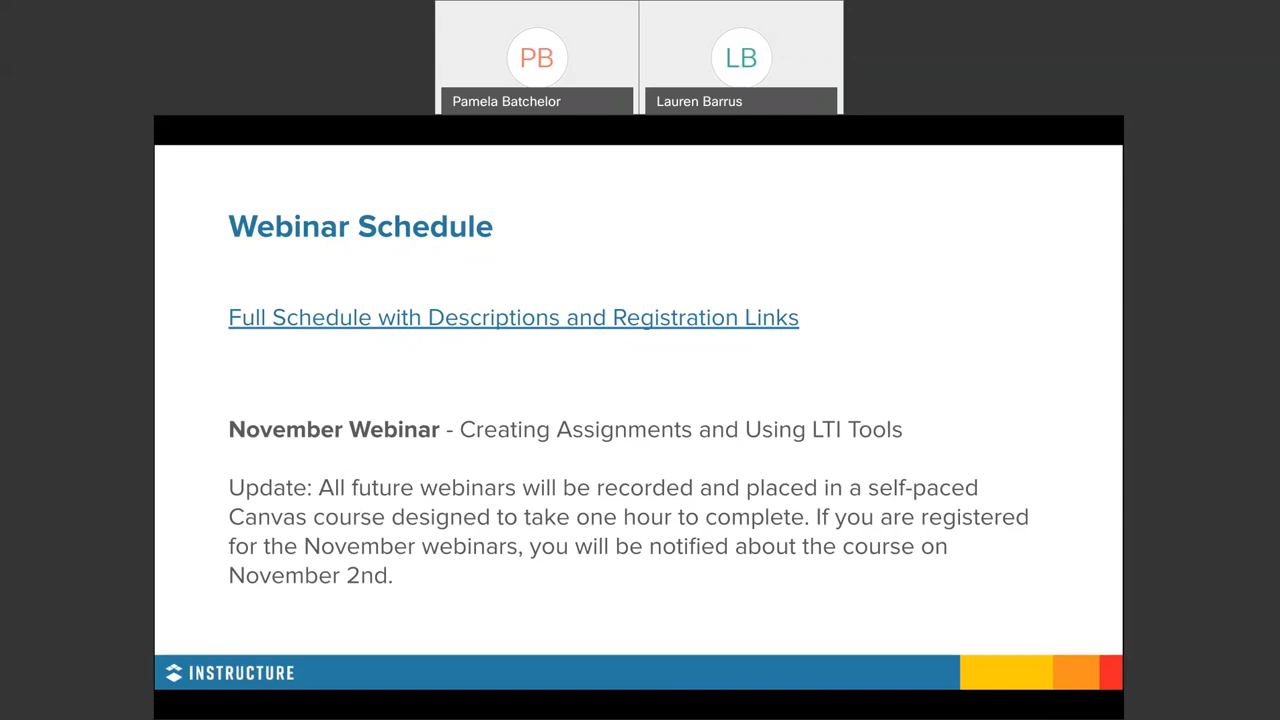 PB
LB
Pamela Batchelor
Lauren Barrus
Webinar Schedule
Full Schedule with Descriptions and Registration Links
November Webinar - Creating Assignments and Using LTI Tools
Update: All future webinars will be recorded and placed in a self-paced
Canvas course designed to take one hour to complete. If you are registered
for the November webinars, you will be notified about the course on
November 2nd.
INSTRUCTURE